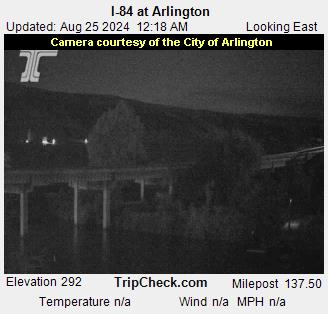 I-84 at Arlington
Updated: Aug 25 2024 12:18 AM Looking East
Camera courtesy of the City of Arlington
Elevation 292 TripCheck.com Milepost 137.50
Temperature n/a Wind n/a MPH n/a